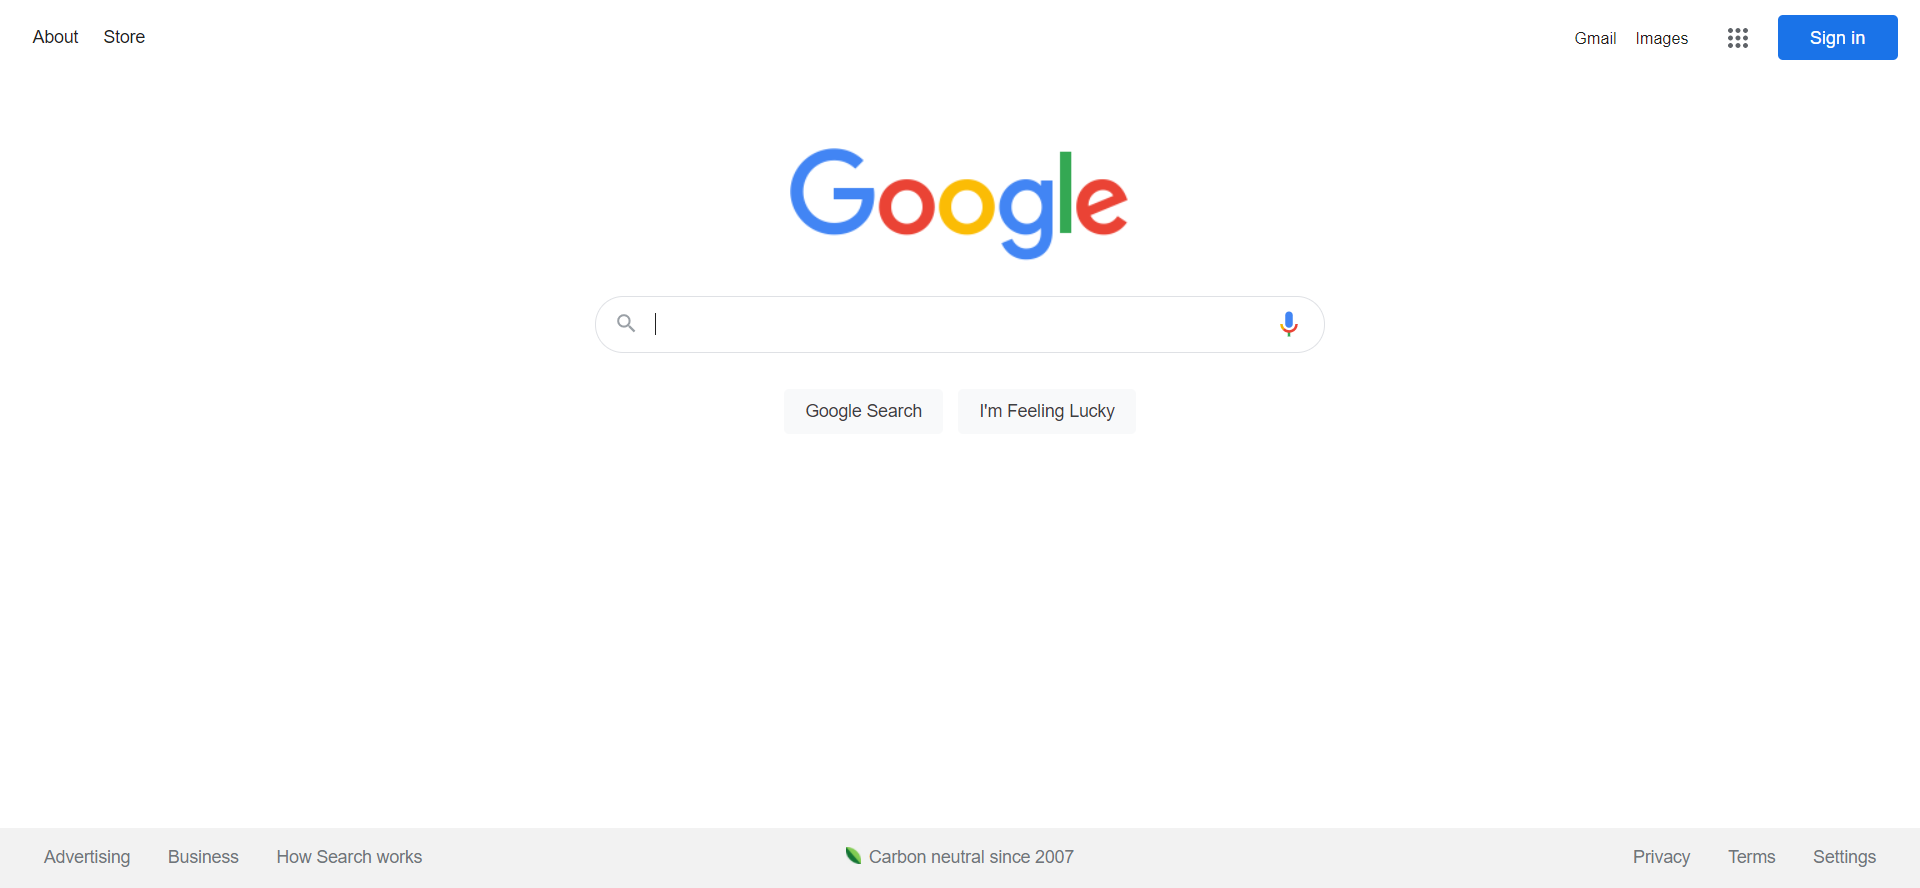 About Store
Gmail Images Sign in
Google
Google Search I'm Feeling Lucky
Advertising Business How Search works Carbon neutral since 2007 Privacy Terms Settings